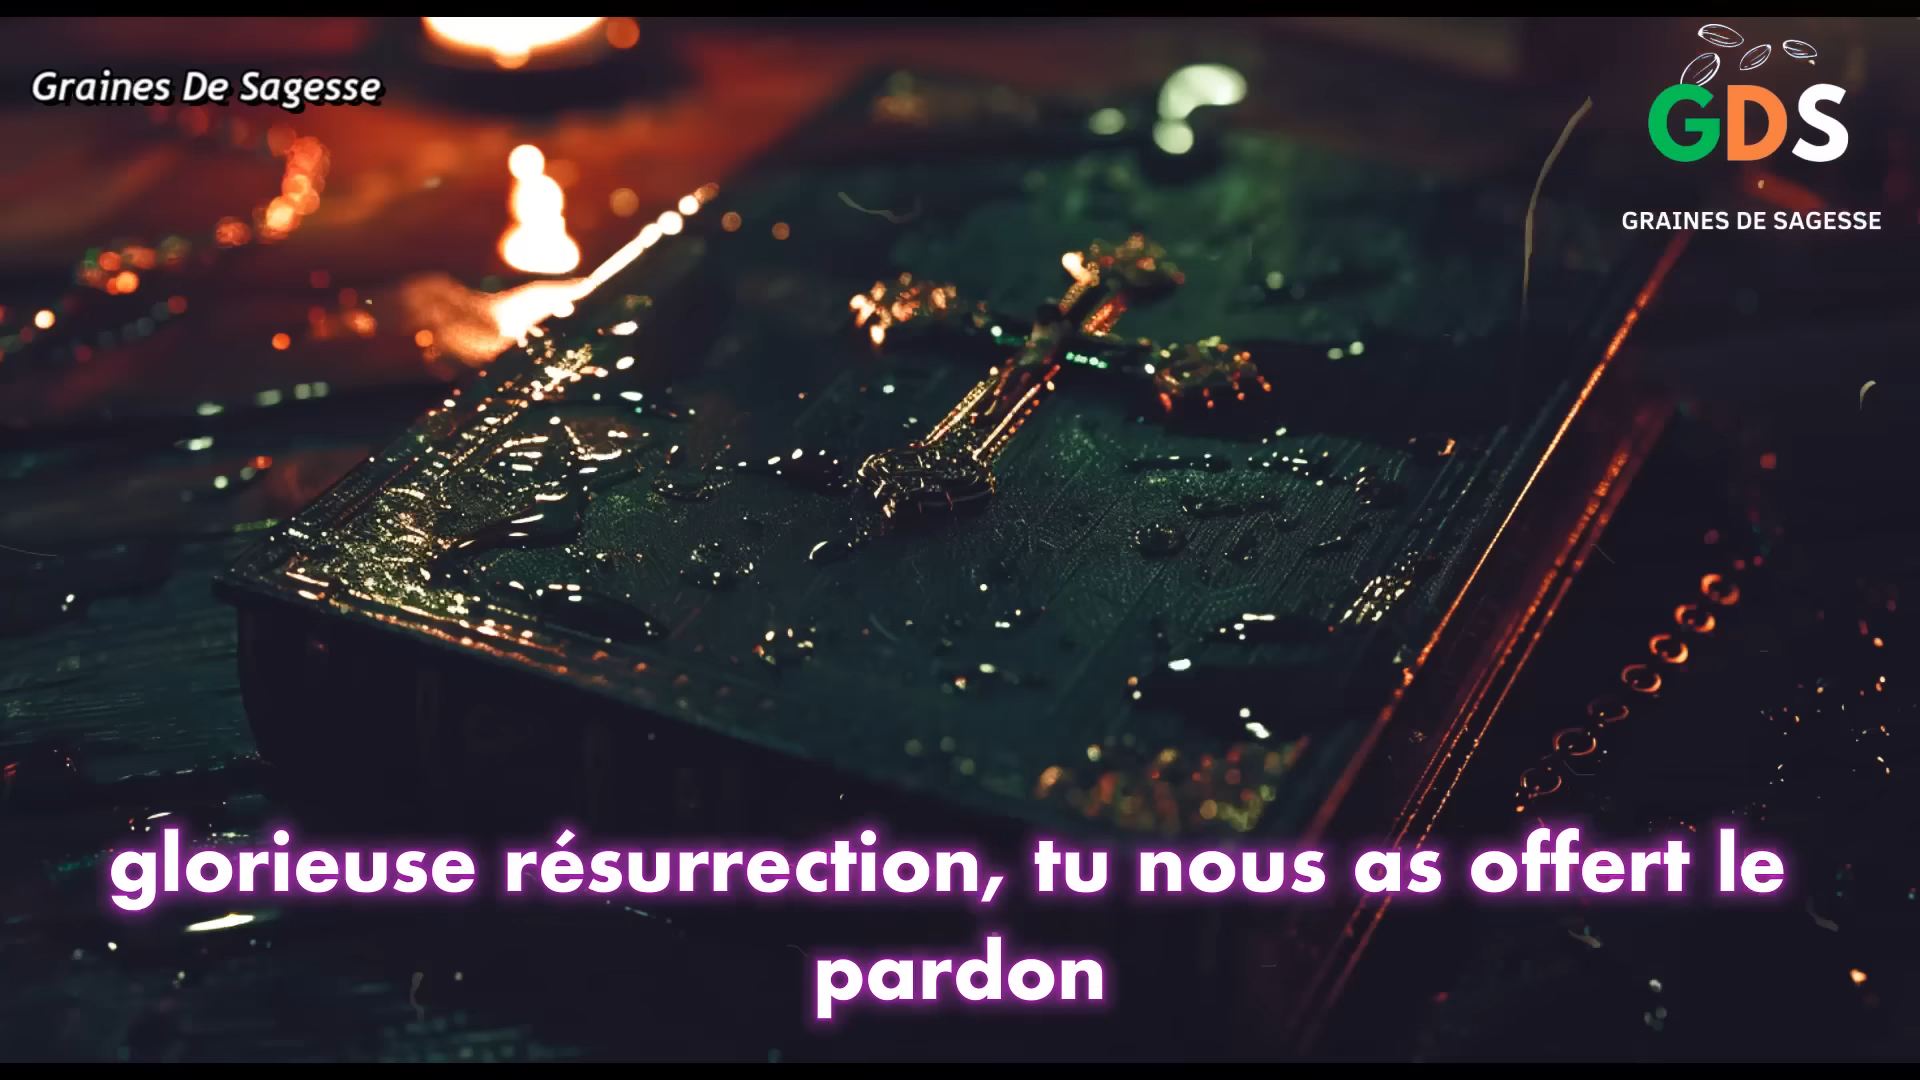 Graines De Sagesse
GDS
GRAINES DE SAGESSE
glorieuse résurrection, tu nous as offert le
pardon